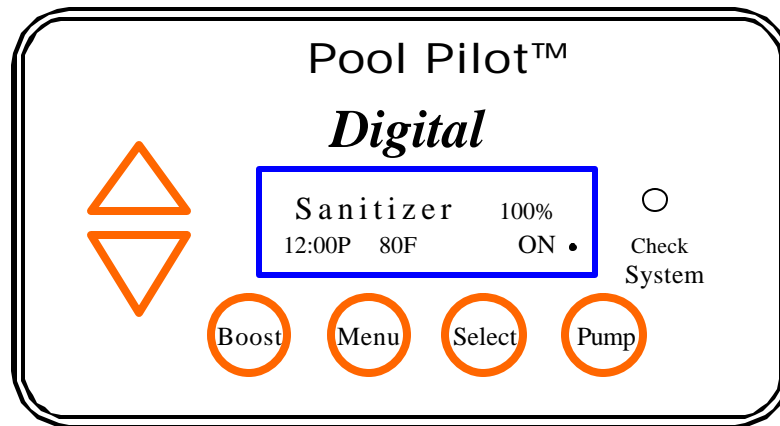 Pool Pilot™
Digital
Sanitizer 100%
12:00P 80F ON •
Check
System
Boost Menu Select Pump